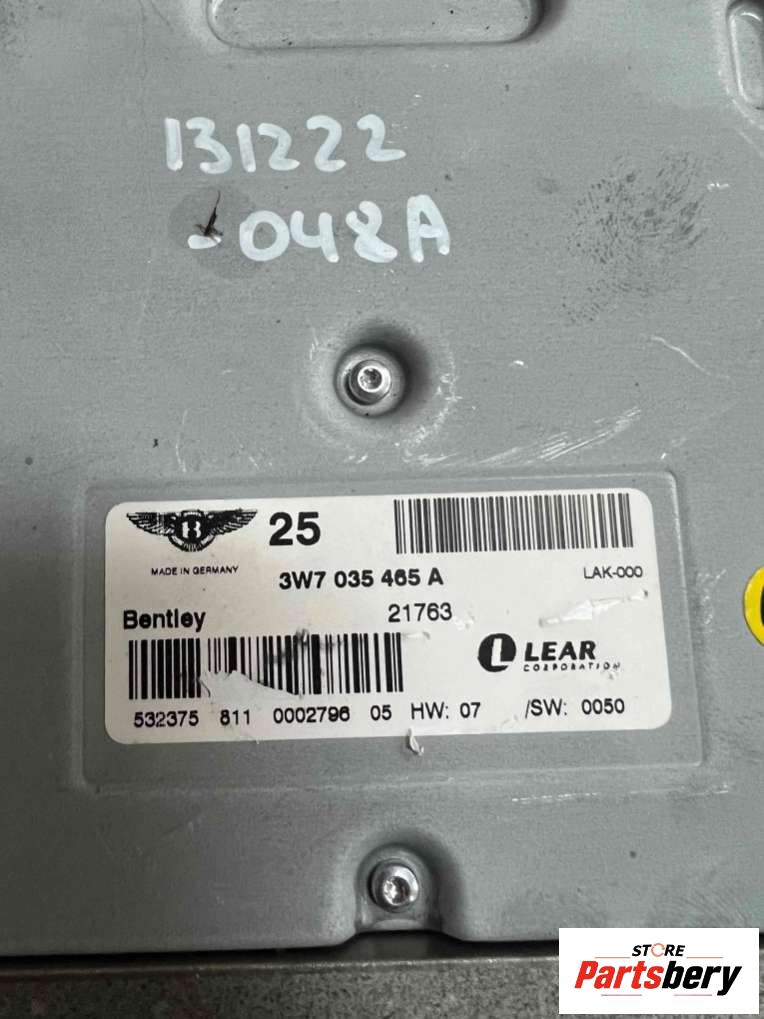 131222
-048A
B
25
MADE IN GERMANY
3W7 035 465 A
LAK-000
Bentley
21763
L LEAR
CORPORATION
532375 811 0002796 05 HW: 07 /SW: 0050
STORE
Partsbery